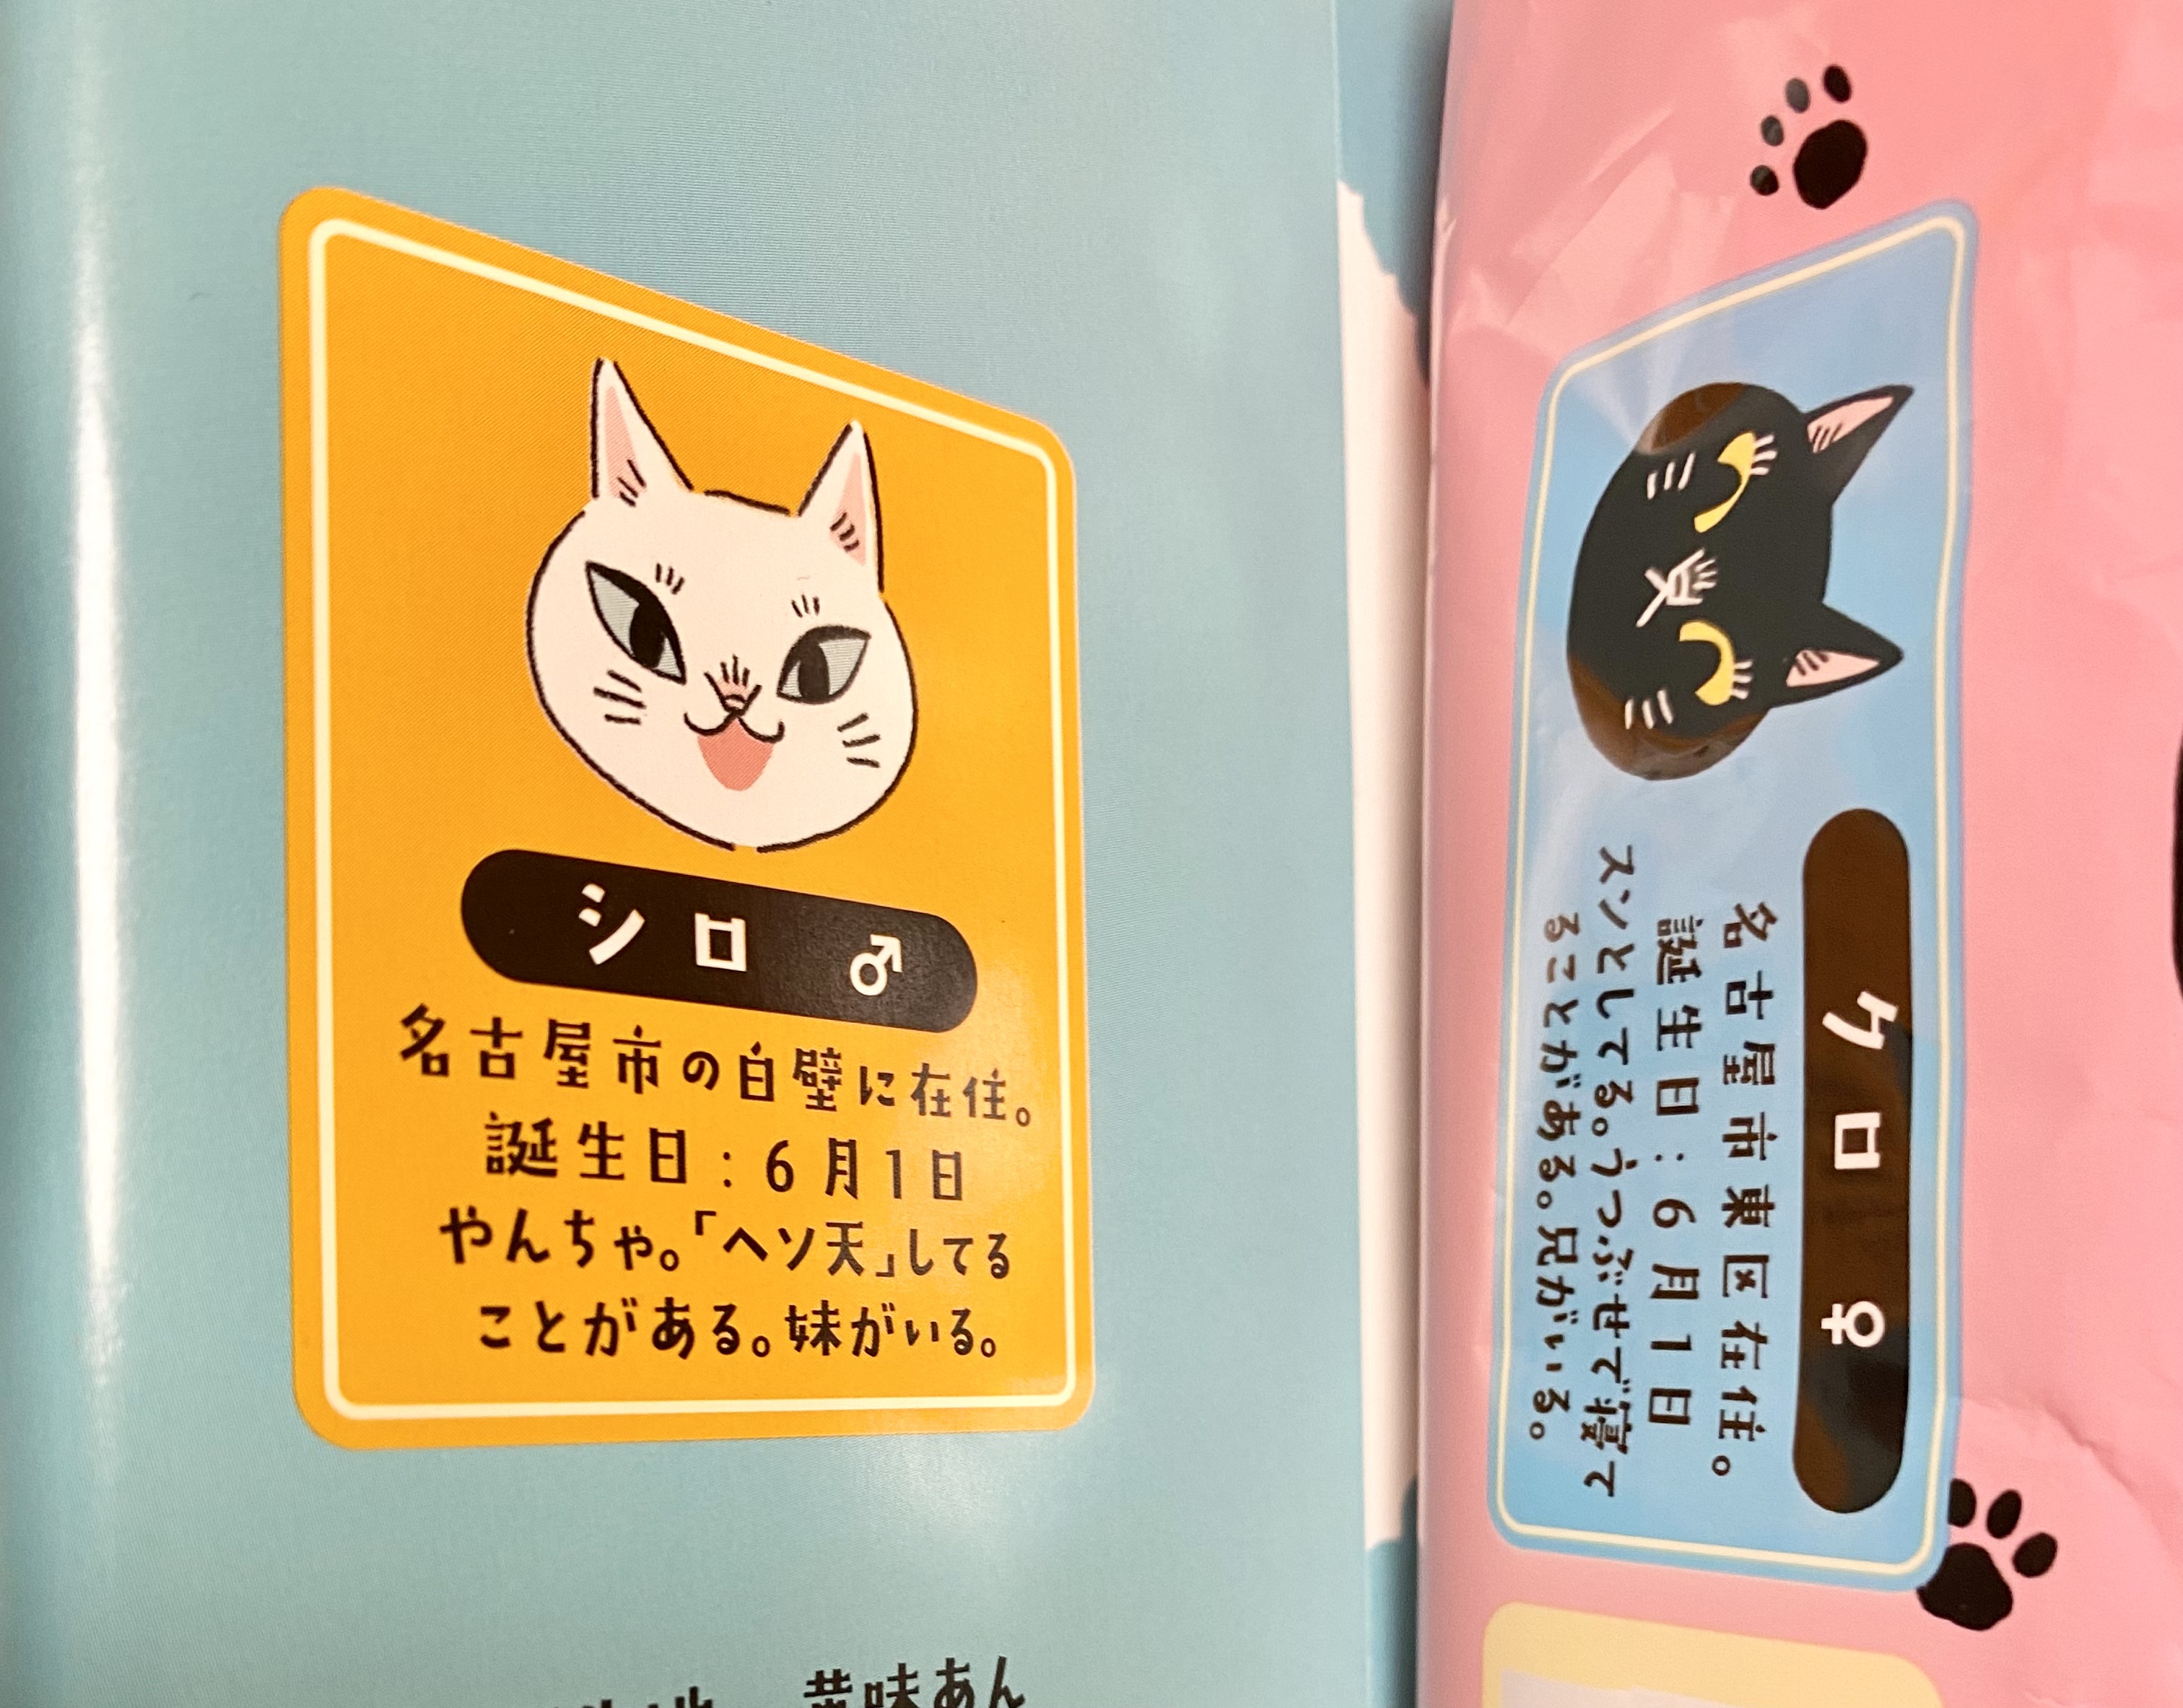 シロ ♂
名古屋市の白壁に在住。
誕生日：6月1日
やんちゃ。「ヘソ天」してる
ことがある。妹がいる。
黄味あん
クロ ♀
名古屋市東区在住。
誕生日：6月1日
スンとしてる。うつぶせで寝て
ることがある。兄がいる。